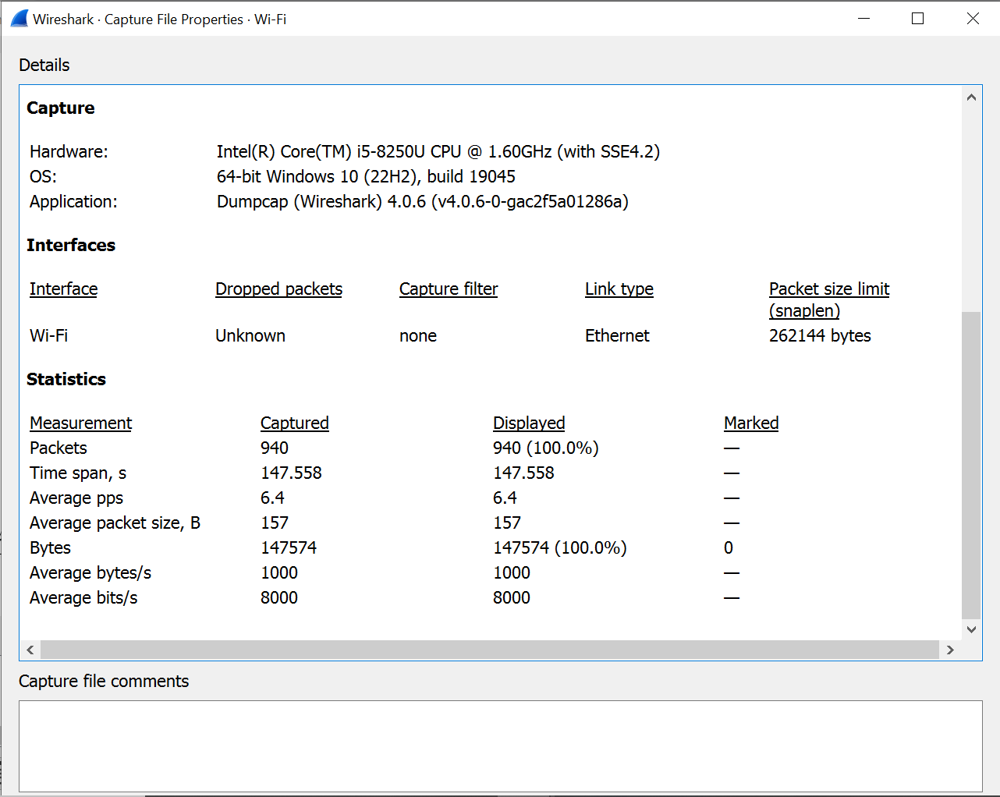 Wireshark · Capture File Properties · Wi-Fi
Details
Capture
Hardware: Intel(R) Core(TM) i5-8250U CPU @ 1.60GHz (with SSE4.2)
OS: 64-bit Windows 10 (22H2), build 19045
Application: Dumpcap (Wireshark) 4.0.6 (v4.0.6-0-gac2f5a01286a)
Interfaces
Interface Dropped packets Capture filter Link type Packet size limit
(snaplen)
Wi-Fi Unknown none Ethernet 262144 bytes
Statistics
Measurement Captured Displayed Marked
Packets 940 940 (100.0%) —
Time span, s 147.558 147.558 —
Average pps 6.4 6.4 —
Average packet size, B 157 157 —
Bytes 147574 147574 (100.0%) 0
Average bytes/s 1000 1000 —
Average bits/s 8000 8000 —
Capture file comments